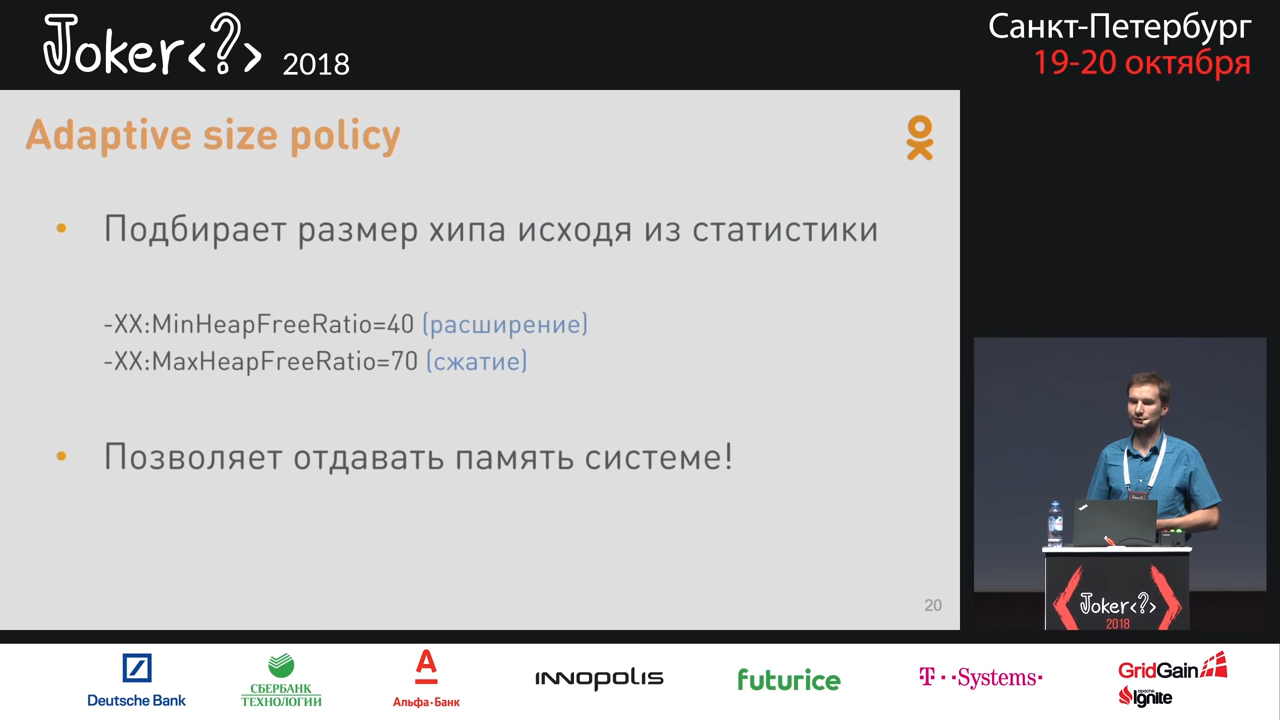 Joker<?> 2018
Санкт-Петербург
19-20 октября
Adaptive size policy
• Подбирает размер хипа исходя из статистики
-XX:MinHeapFreeRatio=40 (расширение)
-XX:MaxHeapFreeRatio=70 (сжатие)
• Позволяет отдавать память системе!
20
Joker<?>
2018
Deutsche Bank
СБЕРБАНК
ТЕХНОЛОГИИ
А
Альфа·Банк
INNOPOLIS
futurice
T··Systems·
GridGain
APACHE
Ignite